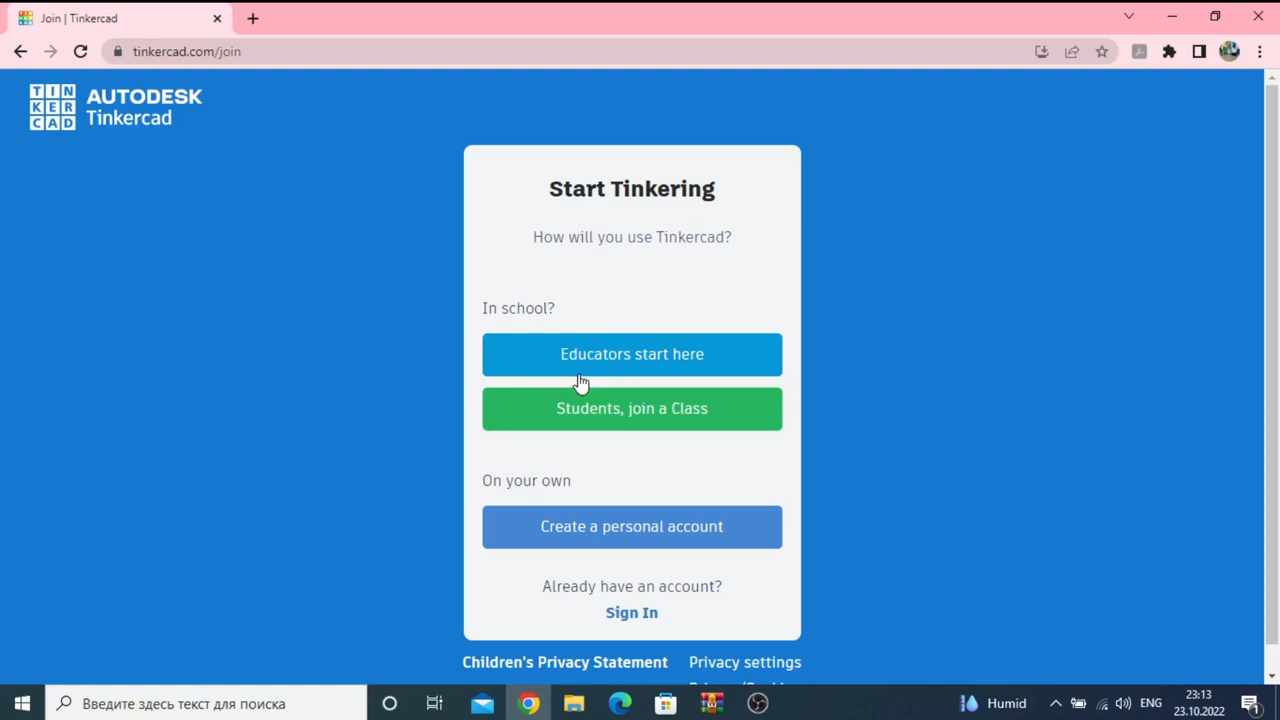 Join | Tinkercad
tinkercad.com/join
TIN
KER
CAD
AUTODESK
Tinkercad
Start Tinkering
How will you use Tinkercad?
In school?
Educators start here
Students, join a Class
On your own
Create a personal account
Already have an account?
Sign In
Children's Privacy Statement
Privacy settings
Введите здесь текст для поиска
Humid
ENG
23:13
23.10.2022
1